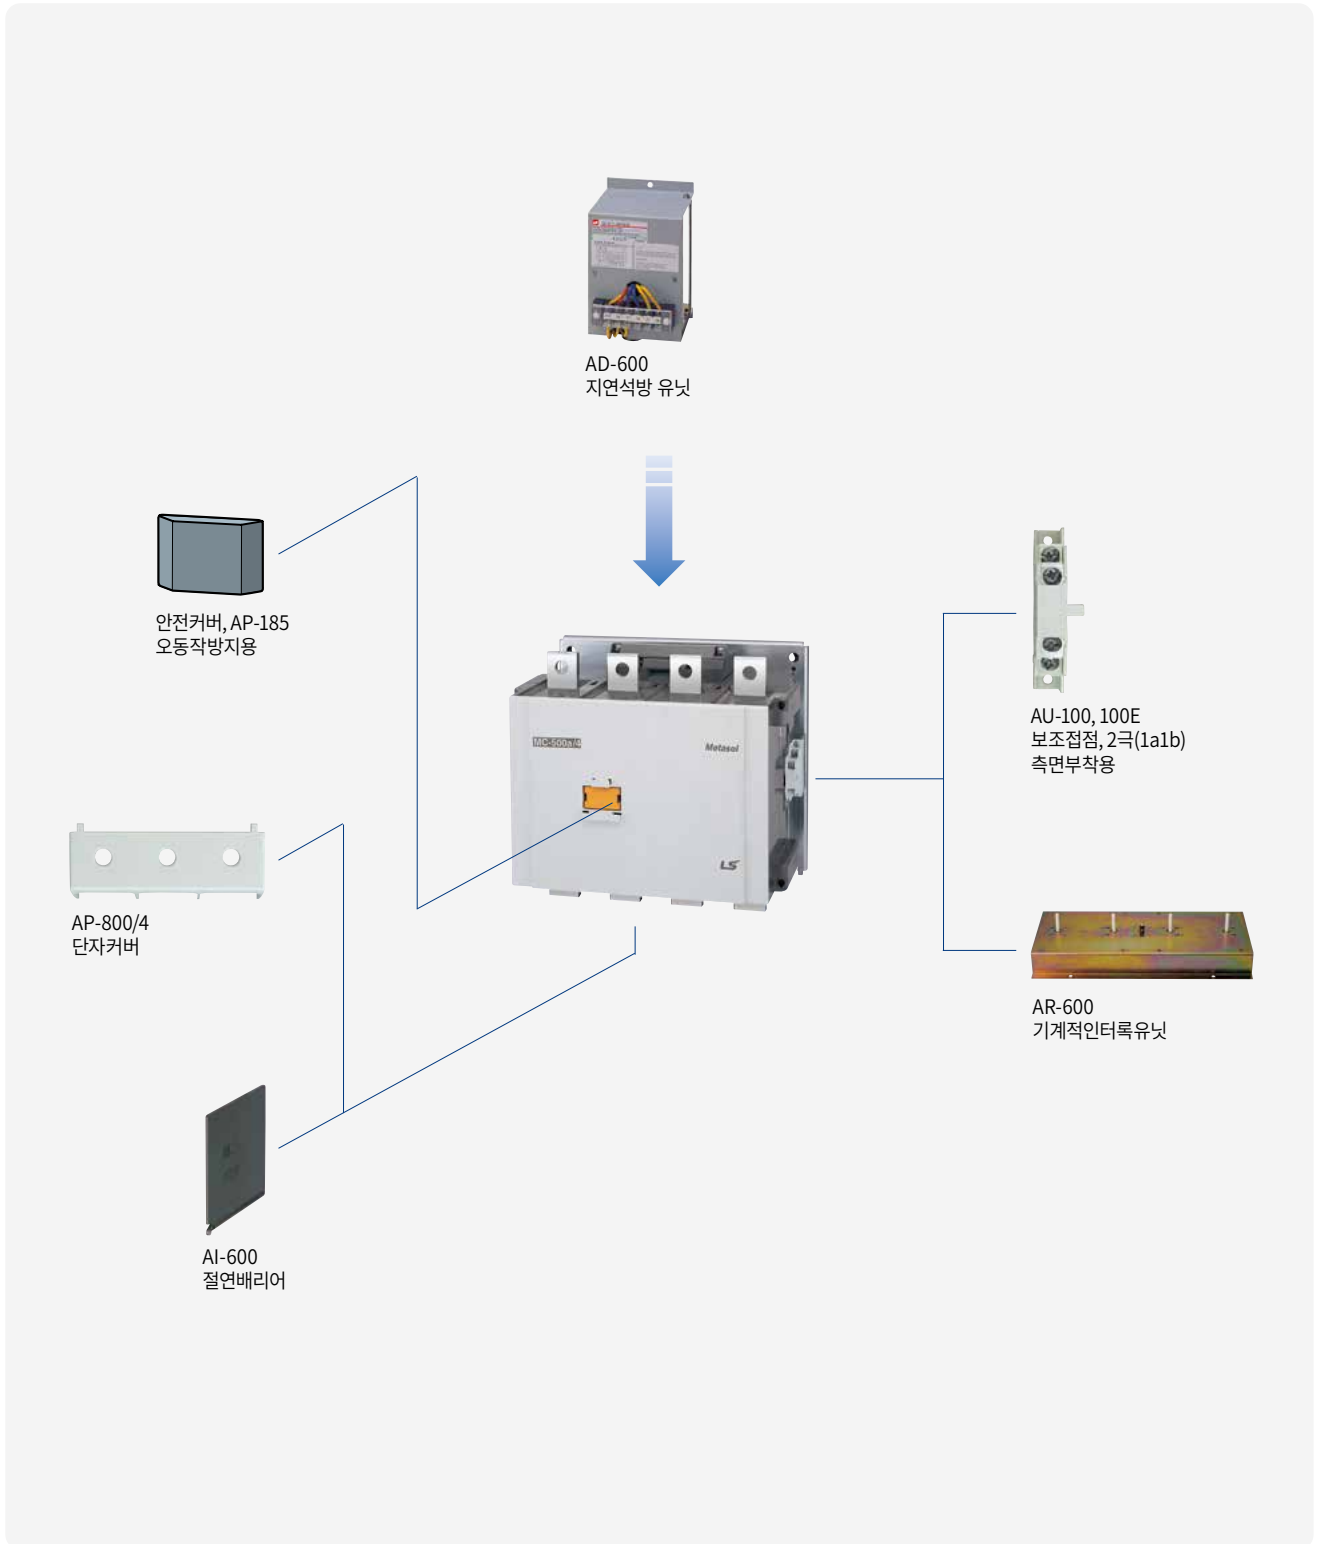 AD-600
지연석방 유닛
안전커버, AP-185
오동작방지용
MC-500a/4
Metasol
LS
AU-100, 100E
보조접점, 2극(1a1b)
측면부착용
AP-800/4
단자커버
AR-600
기계적인터록유닛
AI-600
절연배리어